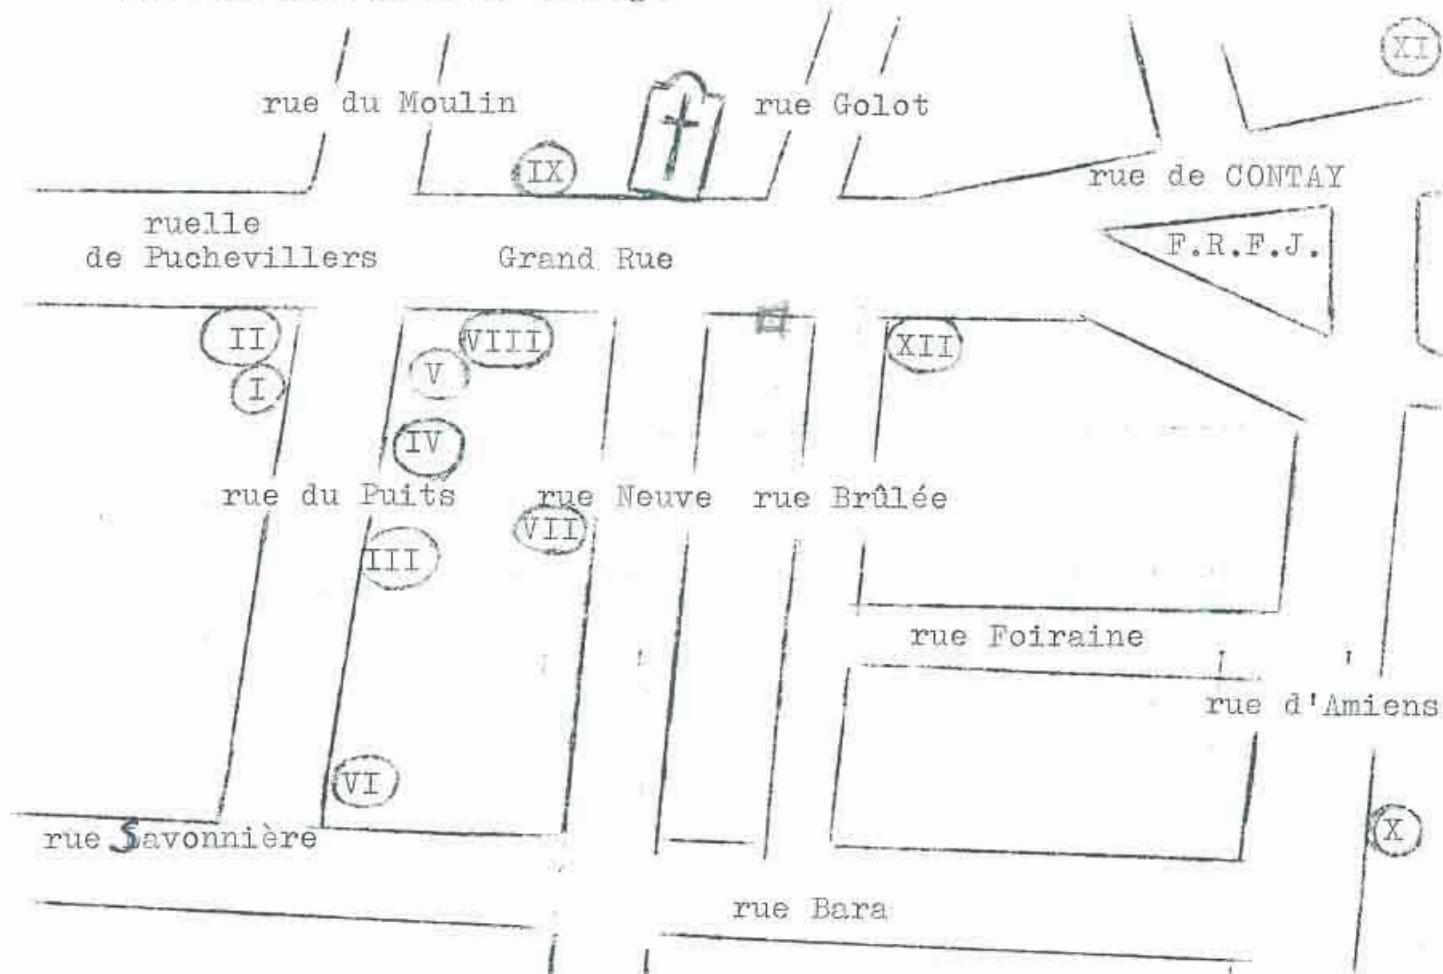 XI
rue du Moulin
rue Golot
IX
rue de CONTAY
ruelle
de Puchevillers
Grand Rue
F.R.F.J.
II
VIII
XII
I
V
IV
rue du Puits
rue Neuve
rue Brûlée
VII
III
rue Foiraine
rue d'Amiens
VI
X
rue Savonnière
rue Bara